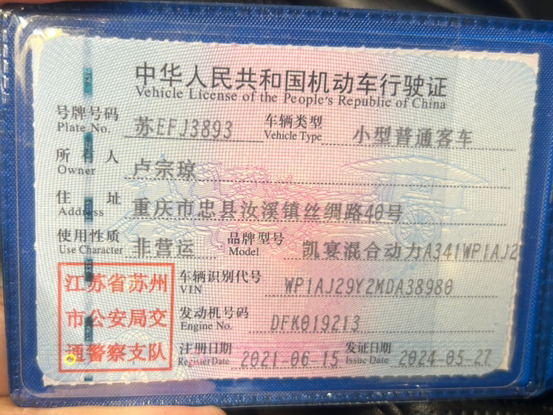 中华人民共和国机动车行驶证
Vehicle License of the People's Republic of China
号牌号码 苏EFJ3893 车辆类型 小型普通客车
Plate No. Vehicle Type
所有人 卢宗琼
Owner
住址 重庆市忠县汝溪镇丝绸路40号
Address
使用性质 非营运 品牌型号 凯宴混合动力A341WP1AJ2
Use Character Model
江苏省苏州
市公安局交
通警察支队
车辆识别代号 WP1AJ29Y2MDA38980
VIN
发动机号码 DFK019213
Engine No.
注册日期 2021-06-15 发证日期 2024-05-27
Register Date Issue Date